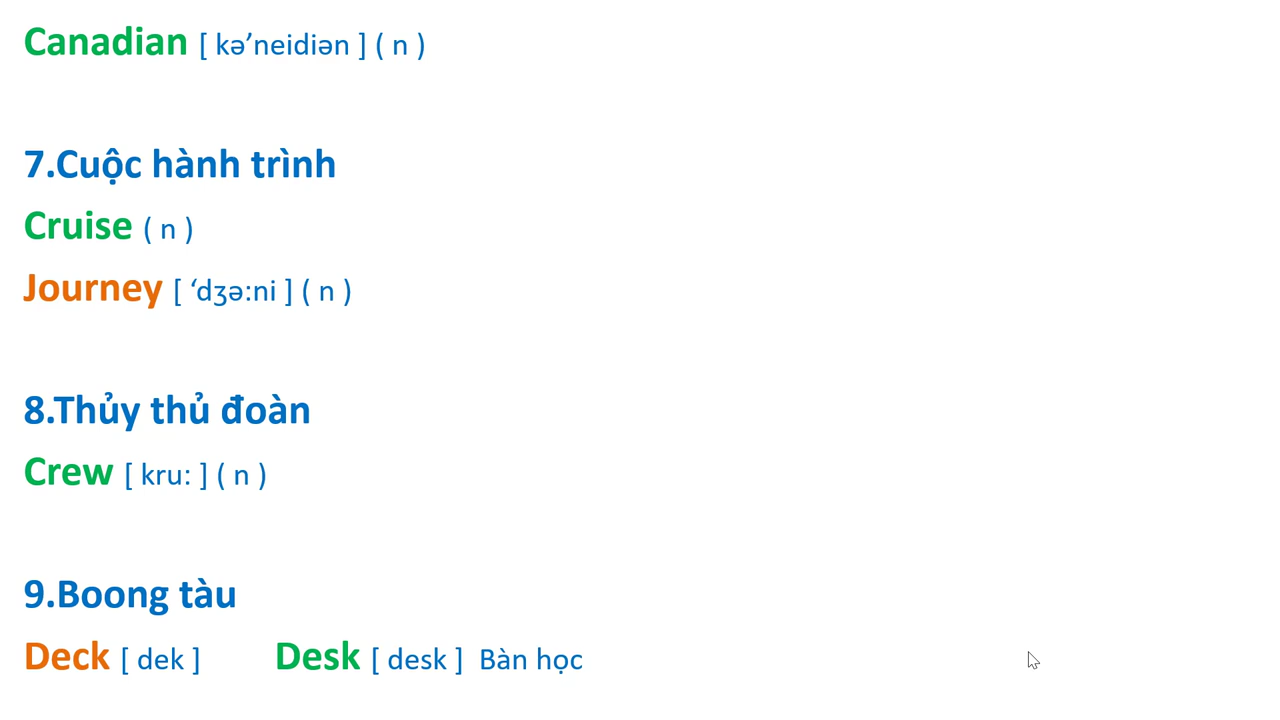 Canadian [ kə’neidiən ] ( n )
7.Cuộc hành trình
Cruise ( n )
Journey [ ‘dʒə:ni ] ( n )
8.Thủy thủ đoàn
Crew [ kru: ] ( n )
9.Boong tàu
Deck [ dek ] Desk [ desk ] Bàn học